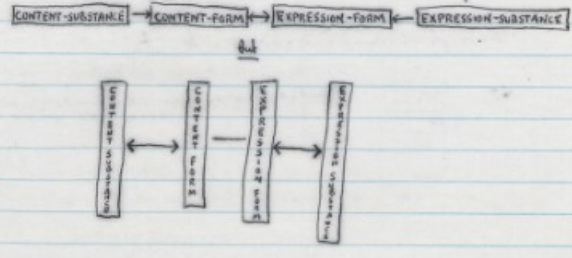 CONTENT-SUBSTANCE → CONTENT-FORM ↔ EXPRESSION-FORM ← EXPRESSION-SUBSTANCE
but
CONTENT SUBSTANCE ↔ CONTENT FORM — EXPRESSION FORM ↔ EXPRESSION SUBSTANCE